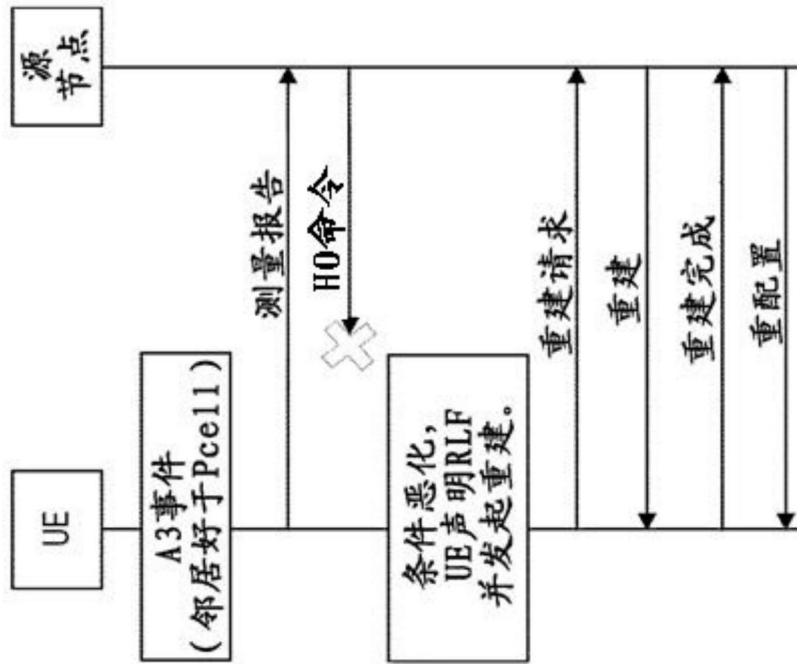 UE
源
节点
A3事件
(邻居好于Pcell)
测量报告
HO命令
条件恶化，
UE声明RLF
并发起重建。
重建请求
重建
重建完成
重配置